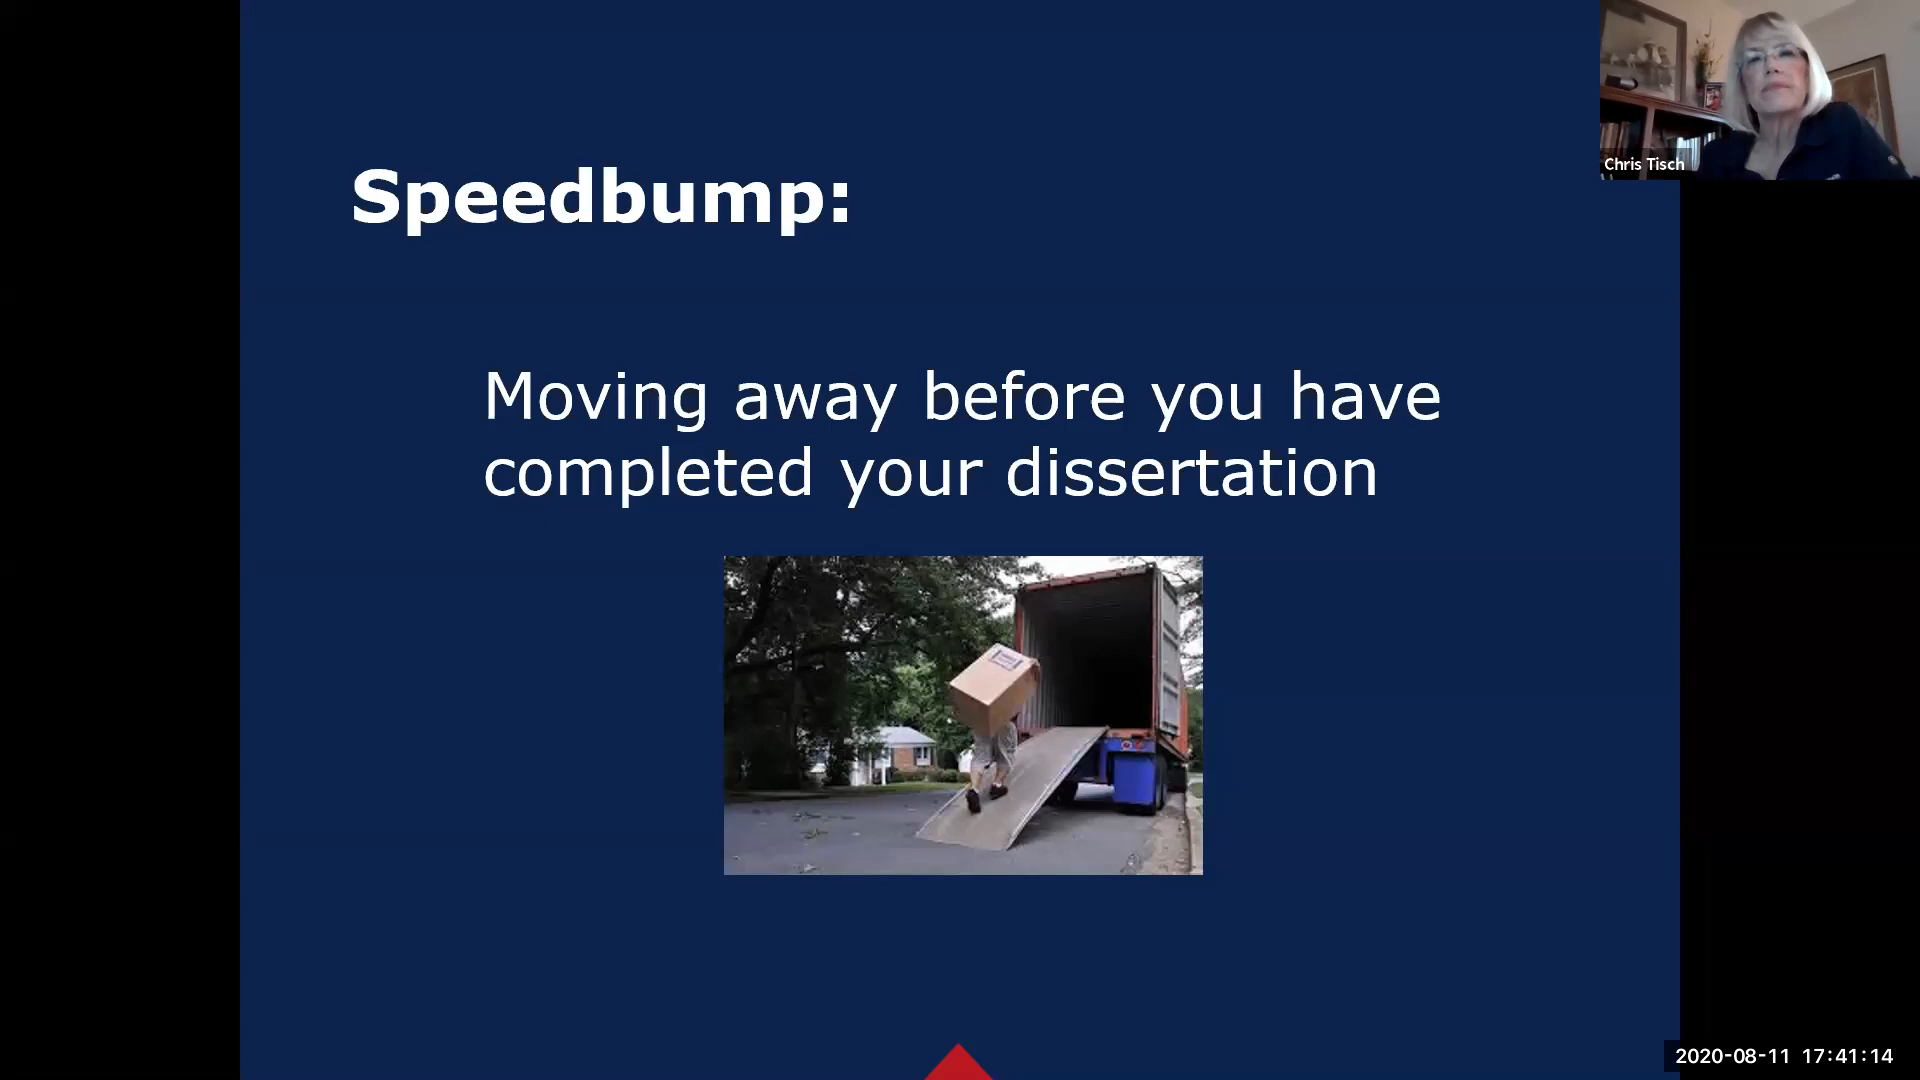 Speedbump:
Moving away before you have
completed your dissertation
Chris Tisch
2020-08-11 17:41:14